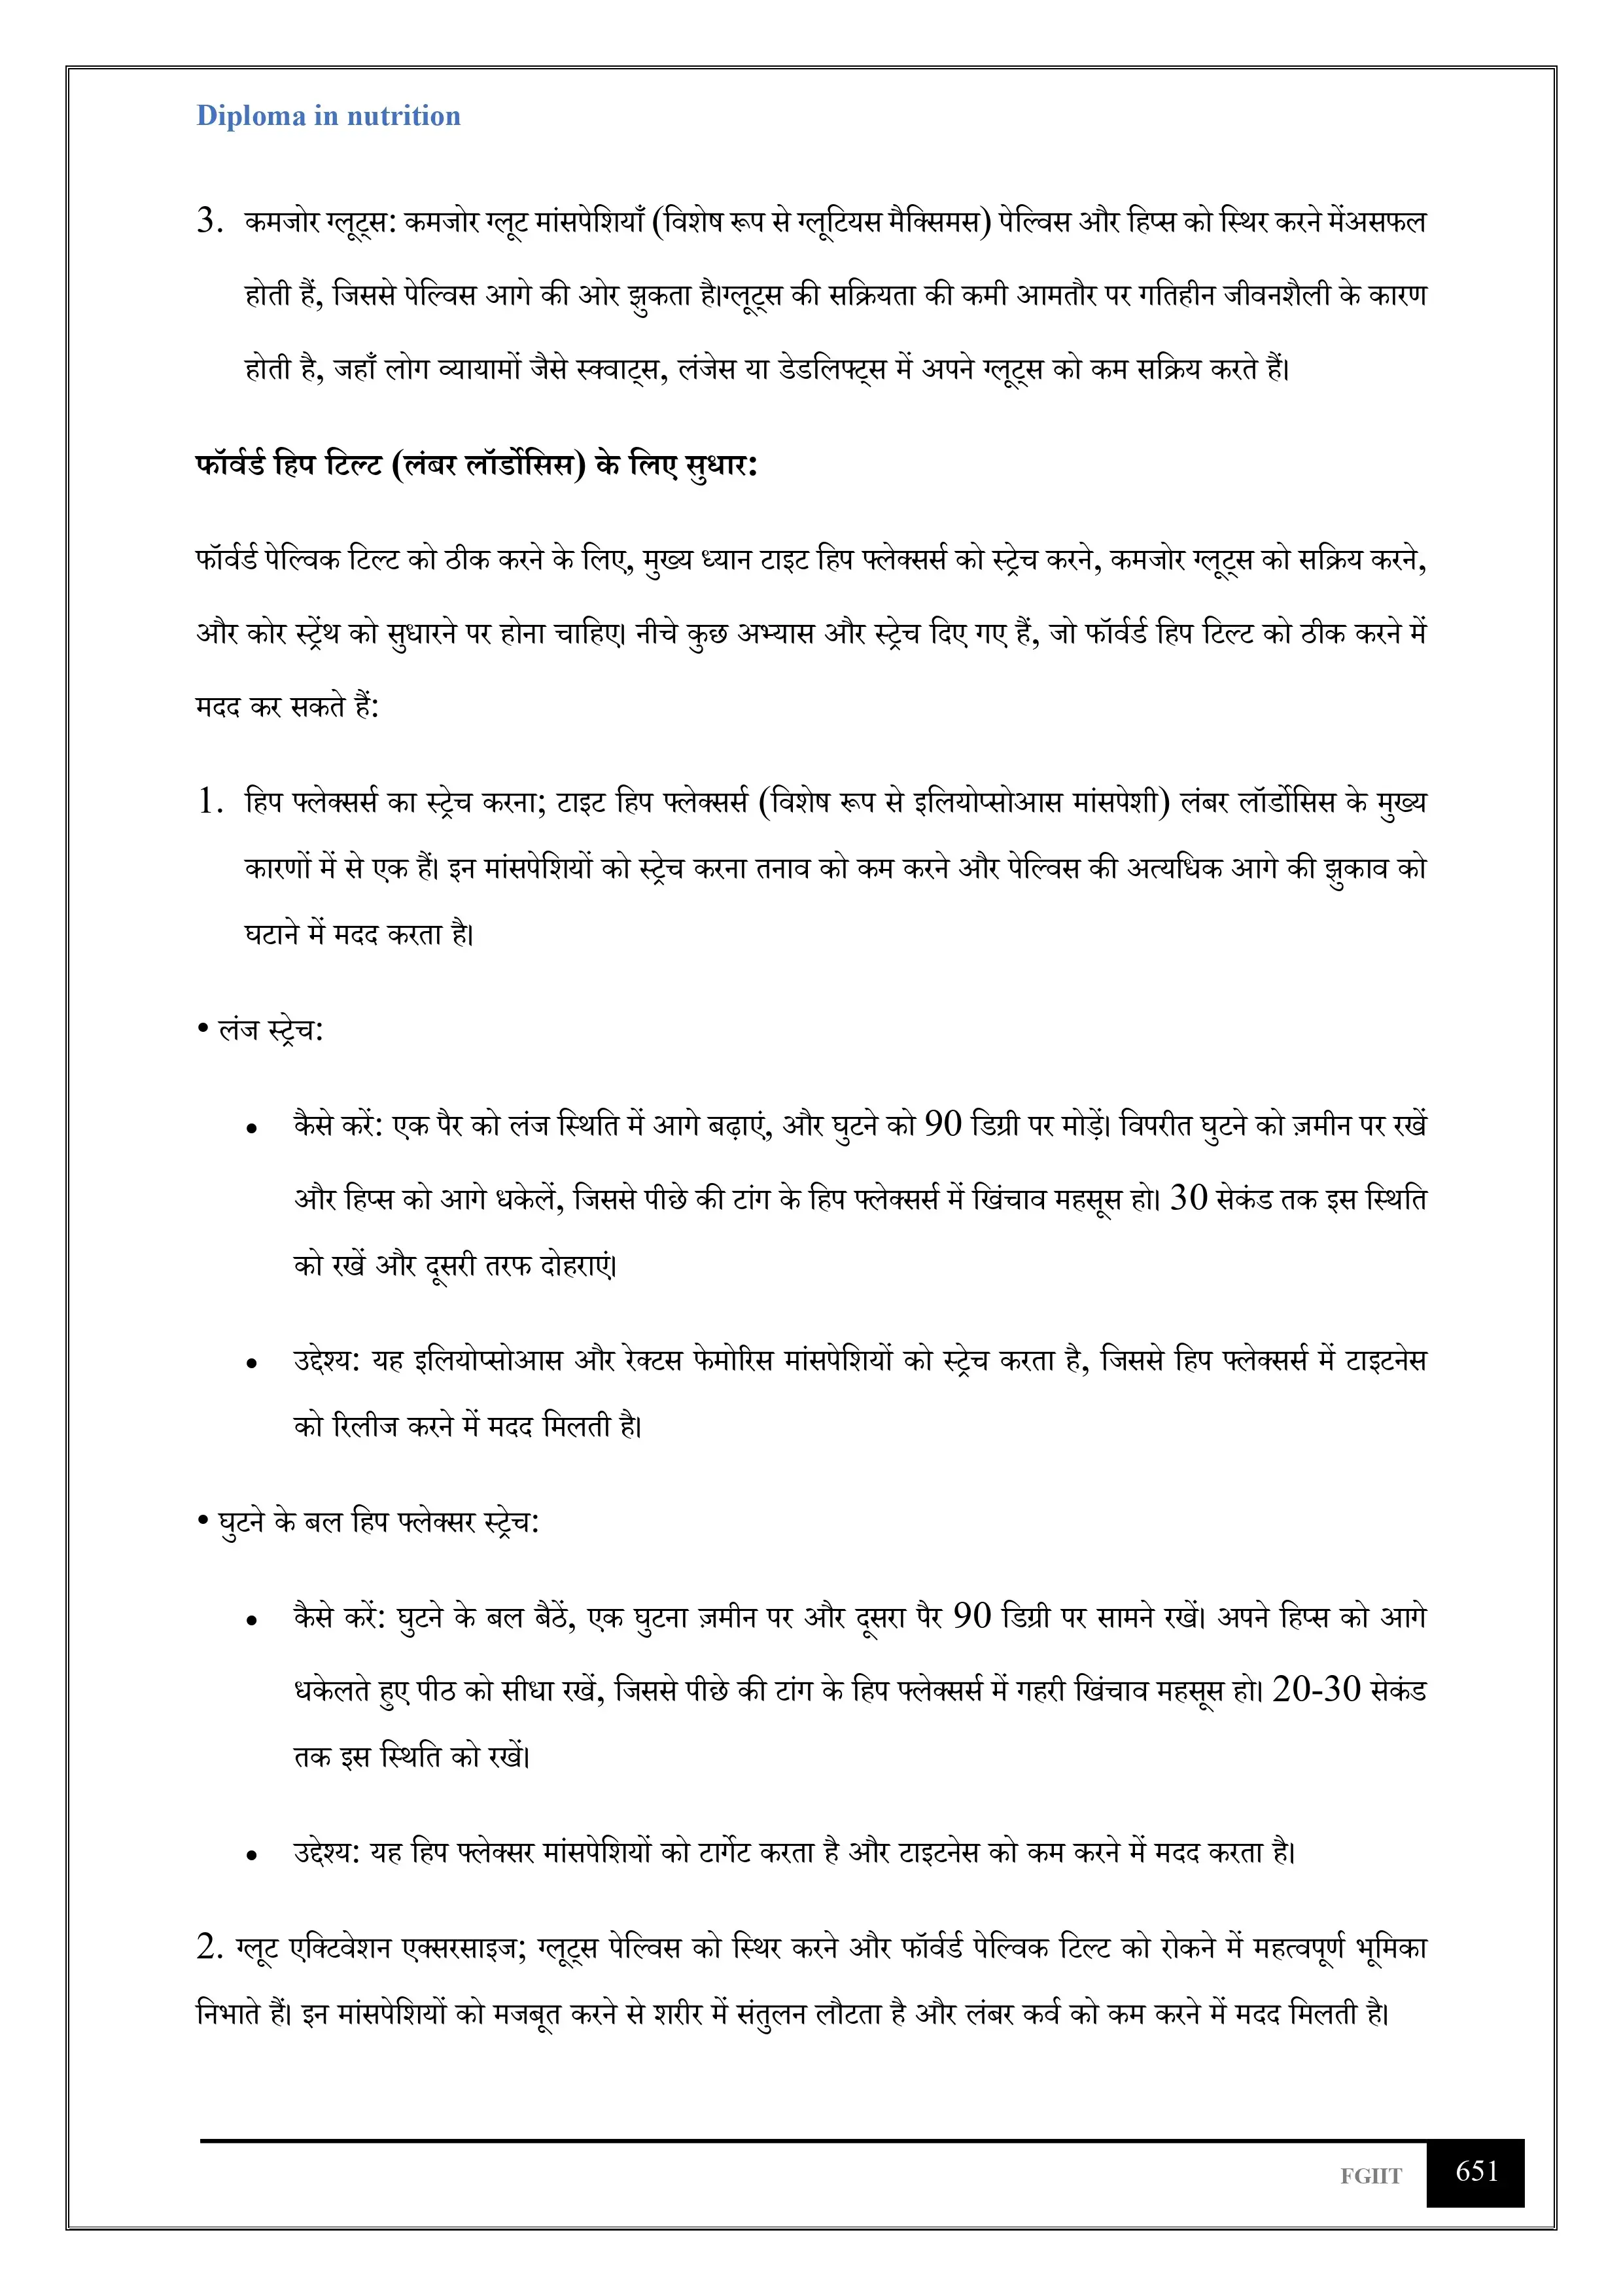 Diploma in nutrition
3. कमजोर ग्लूट्स: कमजोर ग्लूट मांसपेशियाँ (विशेष रूप से ग्लूटियस मैक्सिमस) पेल्विस और हिप्स को स्थिर करने मेंअसफल
होती हैं, जिससे पेल्विस आगे की ओर झुकता है।ग्लूट्स की सक्रियता की कमी आमतौर पर गतिहीन जीवनशैली के कारण
होती है, जहाँ लोग व्यायामों जैसे स्क्वाट्स, लंजेस या डेडलिफ्ट्स में अपने ग्लूट्स को कम सक्रिय करते हैं।
फॉर्वर्ड हिप टिल्ट (लंबर लॉर्डोसिस) के लिए सुधार:
फॉर्वर्ड पेल्विक टिल्ट को ठीक करने के लिए, मुख्य ध्यान टाइट हिप फ्लेक्सर्स को स्ट्रेच करने, कमजोर ग्लूट्स को सक्रिय करने,
और कोर स्ट्रेंथ को सुधारने पर होना चाहिए। नीचे कुछ अभ्यास और स्ट्रेच दिए गए हैं, जो फॉर्वर्ड हिप टिल्ट को ठीक करने में
मदद कर सकते हैं:
1. हिप फ्लेक्सर्स का स्ट्रेच करना; टाइट हिप फ्लेक्सर्स (विशेष रूप से इलियोप्सोआस मांसपेशी) लंबर लॉर्डोसिस के मुख्य
कारणों में से एक हैं। इन मांसपेशियों को स्ट्रेच करना तनाव को कम करने और पेल्विस की अत्यधिक आगे की झुकाव को
घटाने में मदद करता है।
• लंज स्ट्रेच:
• कैसे करें: एक पैर को लंज स्थिति में आगे बढ़ाएं, और घुटने को 90 डिग्री पर मोड़ें। विपरीत घुटने को ज़मीन पर रखें
और हिप्स को आगे धकेलें, जिससे पीछे की टांग के हिप फ्लेक्सर्स में खिंचाव महसूस हो। 30 सेकंड तक इस स्थिति
को रखें और दूसरी तरफ दोहराएं।
• उद्देश्य: यह इलियोप्सोआस और रेक्टस फेमोरिस मांसपेशियों को स्ट्रेच करता है, जिससे हिप फ्लेक्सर्स में टाइटनेस
को रिलीज करने में मदद मिलती है।
• घुटने के बल हिप फ्लेक्सर स्ट्रेच:
• कैसे करें: घुटने के बल बैठें, एक घुटना ज़मीन पर और दूसरा पैर 90 डिग्री पर सामने रखें। अपने हिप्स को आगे
धकेलते हुए पीठ को सीधा रखें, जिससे पीछे की टांग के हिप फ्लेक्सर्स में गहरी खिंचाव महसूस हो। 20-30 सेकंड
तक इस स्थिति को रखें।
• उद्देश्य: यह हिप फ्लेक्सर मांसपेशियों को टार्गेट करता है और टाइटनेस को कम करने में मदद करता है।
2. ग्लूट एक्टिवेशन एक्सरसाइज; ग्लूट्स पेल्विस को स्थिर करने और फॉर्वर्ड पेल्विक टिल्ट को रोकने में महत्वपूर्ण भूमिका
निभाते हैं। इन मांसपेशियों को मजबूत करने से शरीर में संतुलन लौटता है और लंबर कर्व को कम करने में मदद मिलती है।
FGIIT 651